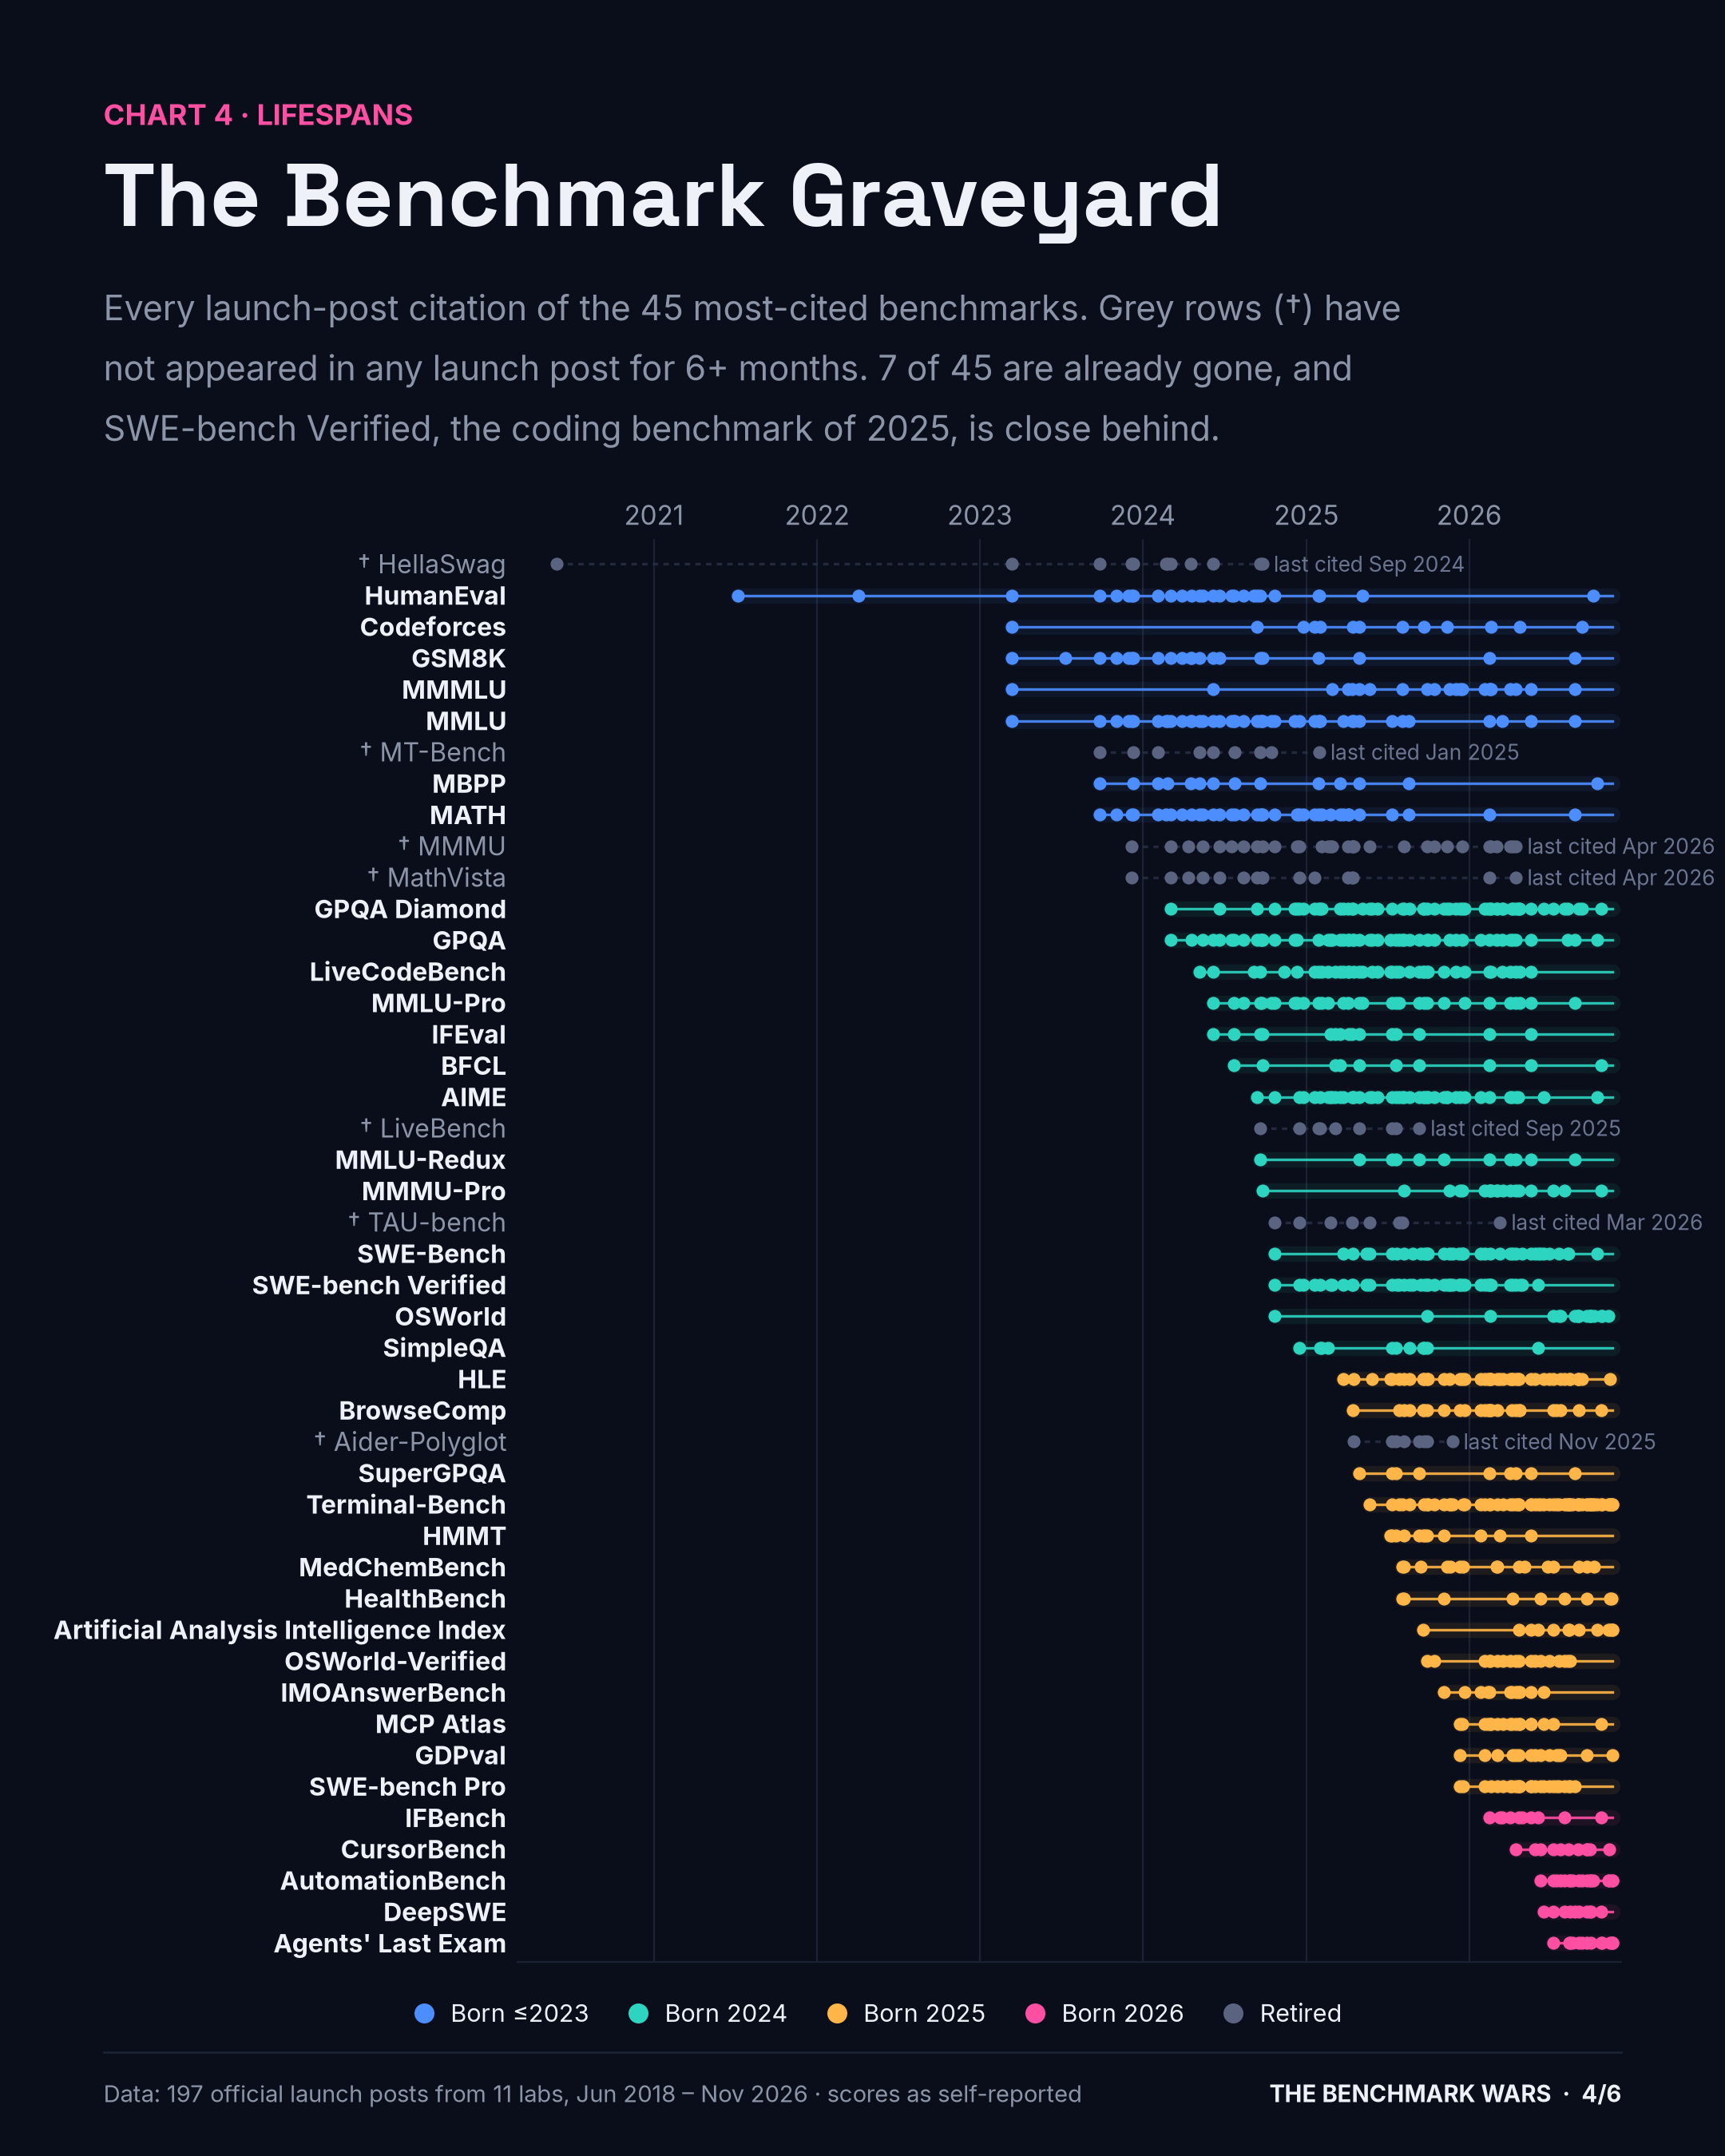 CHART 4 · LIFESPANS
The Benchmark Graveyard
Every launch-post citation of the 45 most-cited benchmarks. Grey rows (†) have
not appeared in any launch post for 6+ months. 7 of 45 are already gone, and
SWE-bench Verified, the coding benchmark of 2025, is close behind.
2021 2022 2023 2024 2025 2026
† HellaSwag last cited Sep 2024
HumanEval
Codeforces
GSM8K
MMMLU
MMLU
† MT-Bench last cited Jan 2025
MBPP
MATH
† MMMU last cited Apr 2026
† MathVista last cited Apr 2026
GPQA Diamond
GPQA
LiveCodeBench
MMLU-Pro
IFEval
BFCL
AIME
† LiveBench last cited Sep 2025
MMLU-Redux
MMMU-Pro
† TAU-bench last cited Mar 2026
SWE-Bench
SWE-bench Verified
OSWorld
SimpleQA
HLE
BrowseComp
† Aider-Polyglot last cited Nov 2025
SuperGPQA
Terminal-Bench
HMMT
MedChemBench
HealthBench
Artificial Analysis Intelligence Index
OSWorld-Verified
IMOAnswerBench
MCP Atlas
GDPval
SWE-bench Pro
IFBench
CursorBench
AutomationBench
DeepSWE
Agents' Last Exam
Born ≤2023 Born 2024 Born 2025 Born 2026 Retired
Data: 197 official launch posts from 11 labs, Jun 2018 – Nov 2026 · scores as self-reported
THE BENCHMARK WARS · 4/6